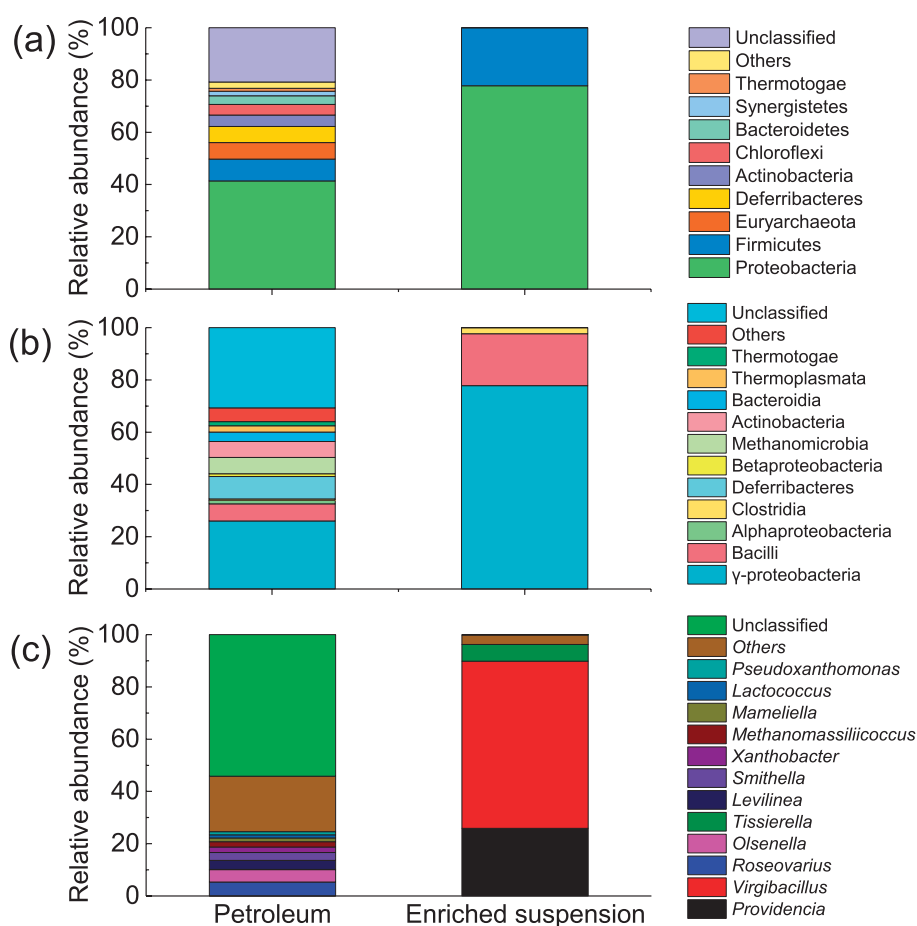 (a)
Relative abundance (%)
100
80
60
40
20
0
Unclassified
Others
Thermotogae
Synergistetes
Bacteroidetes
Chloroflexi
Actinobacteria
Deferribacteres
Euryarchaeota
Firmicutes
Proteobacteria
(b)
Relative abundance (%)
100
80
60
40
20
0
Unclassified
Others
Thermotogae
Thermoplasmata
Bacteroidia
Actinobacteria
Methanomicrobia
Betaproteobacteria
Deferribacteres
Clostridia
Alphaproteobacteria
Bacilli
γ-proteobacteria
(c)
Relative abundance (%)
100
80
60
40
20
0
Petroleum
Enriched suspension
Unclassified
Others
Pseudoxanthomonas
Lactococcus
Mameliella
Methanomassiliicoccus
Xanthobacter
Smithella
Levilinea
Tissierella
Olsenella
Roseovarius
Virgibacillus
Providencia